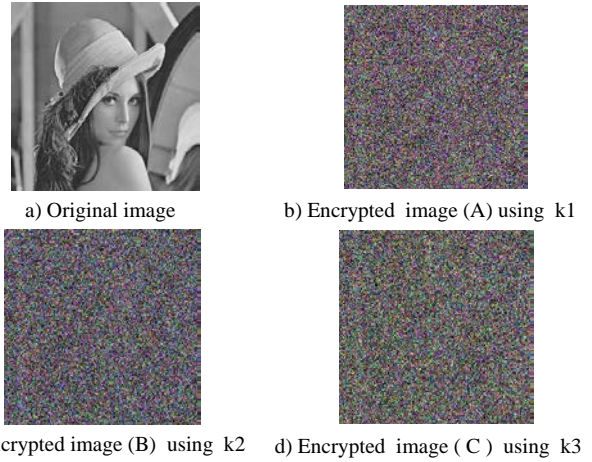 a) Original image
b) Encrypted image (A) using k1
crypted image (B) using k2
d) Encrypted image ( C ) using k3